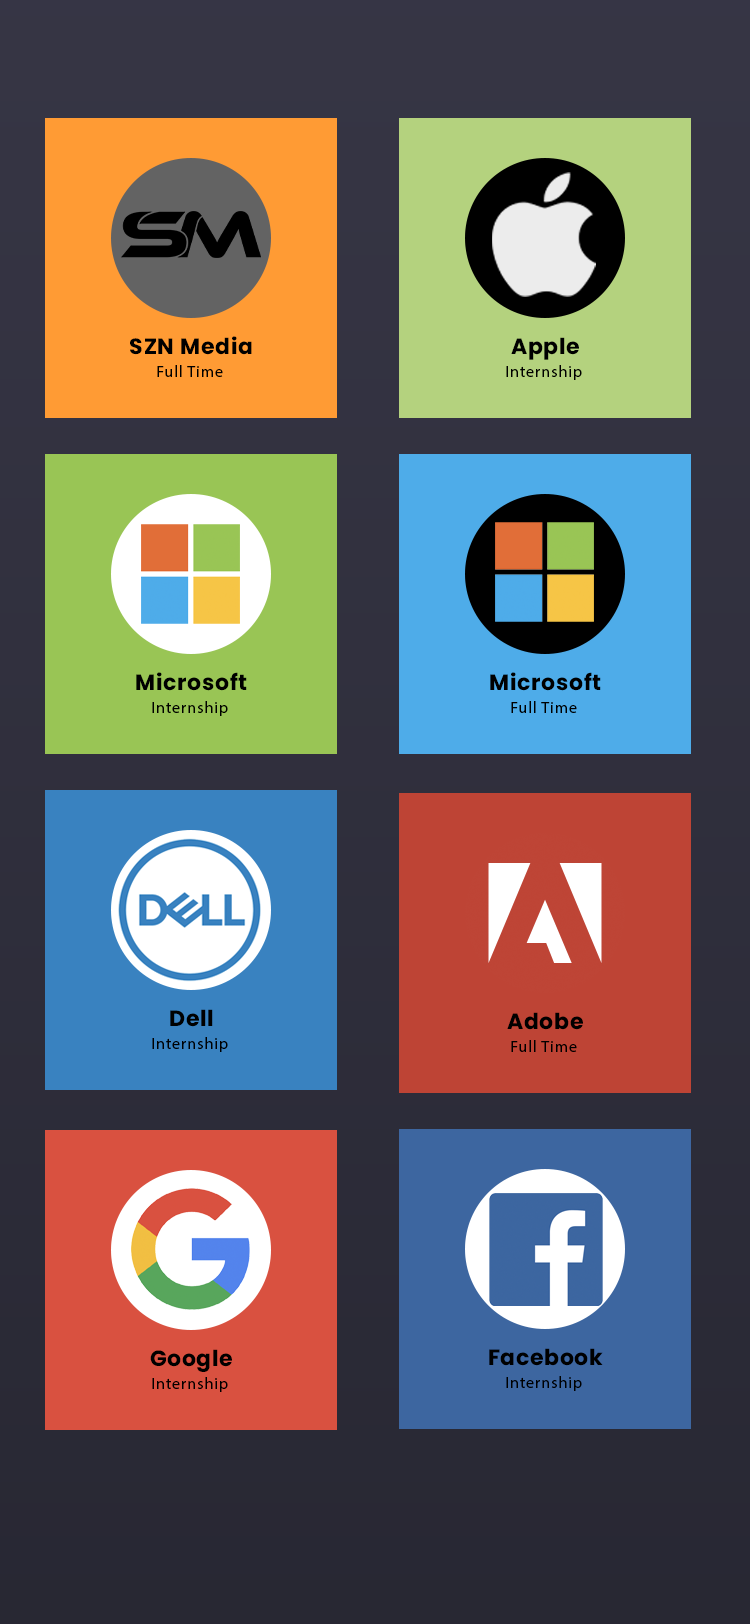 SM
SZN Media
Full Time
Apple
Internship
Microsoft
Internship
Microsoft
Full Time
DELL
Dell
Internship
Adobe
Full Time
Google
Internship
Facebook
Internship